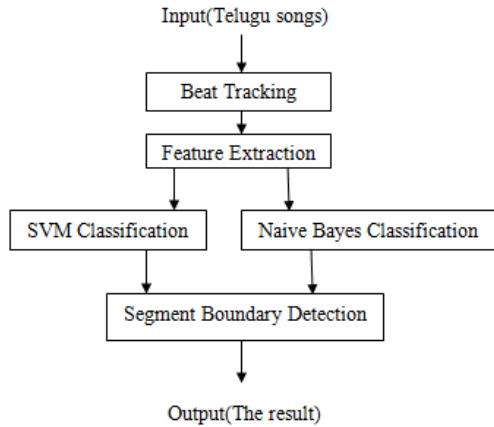 Input(Telugu songs)
Beat Tracking
Feature Extraction
SVM Classification
Naive Bayes Classification
Segment Boundary Detection
Output(The result)